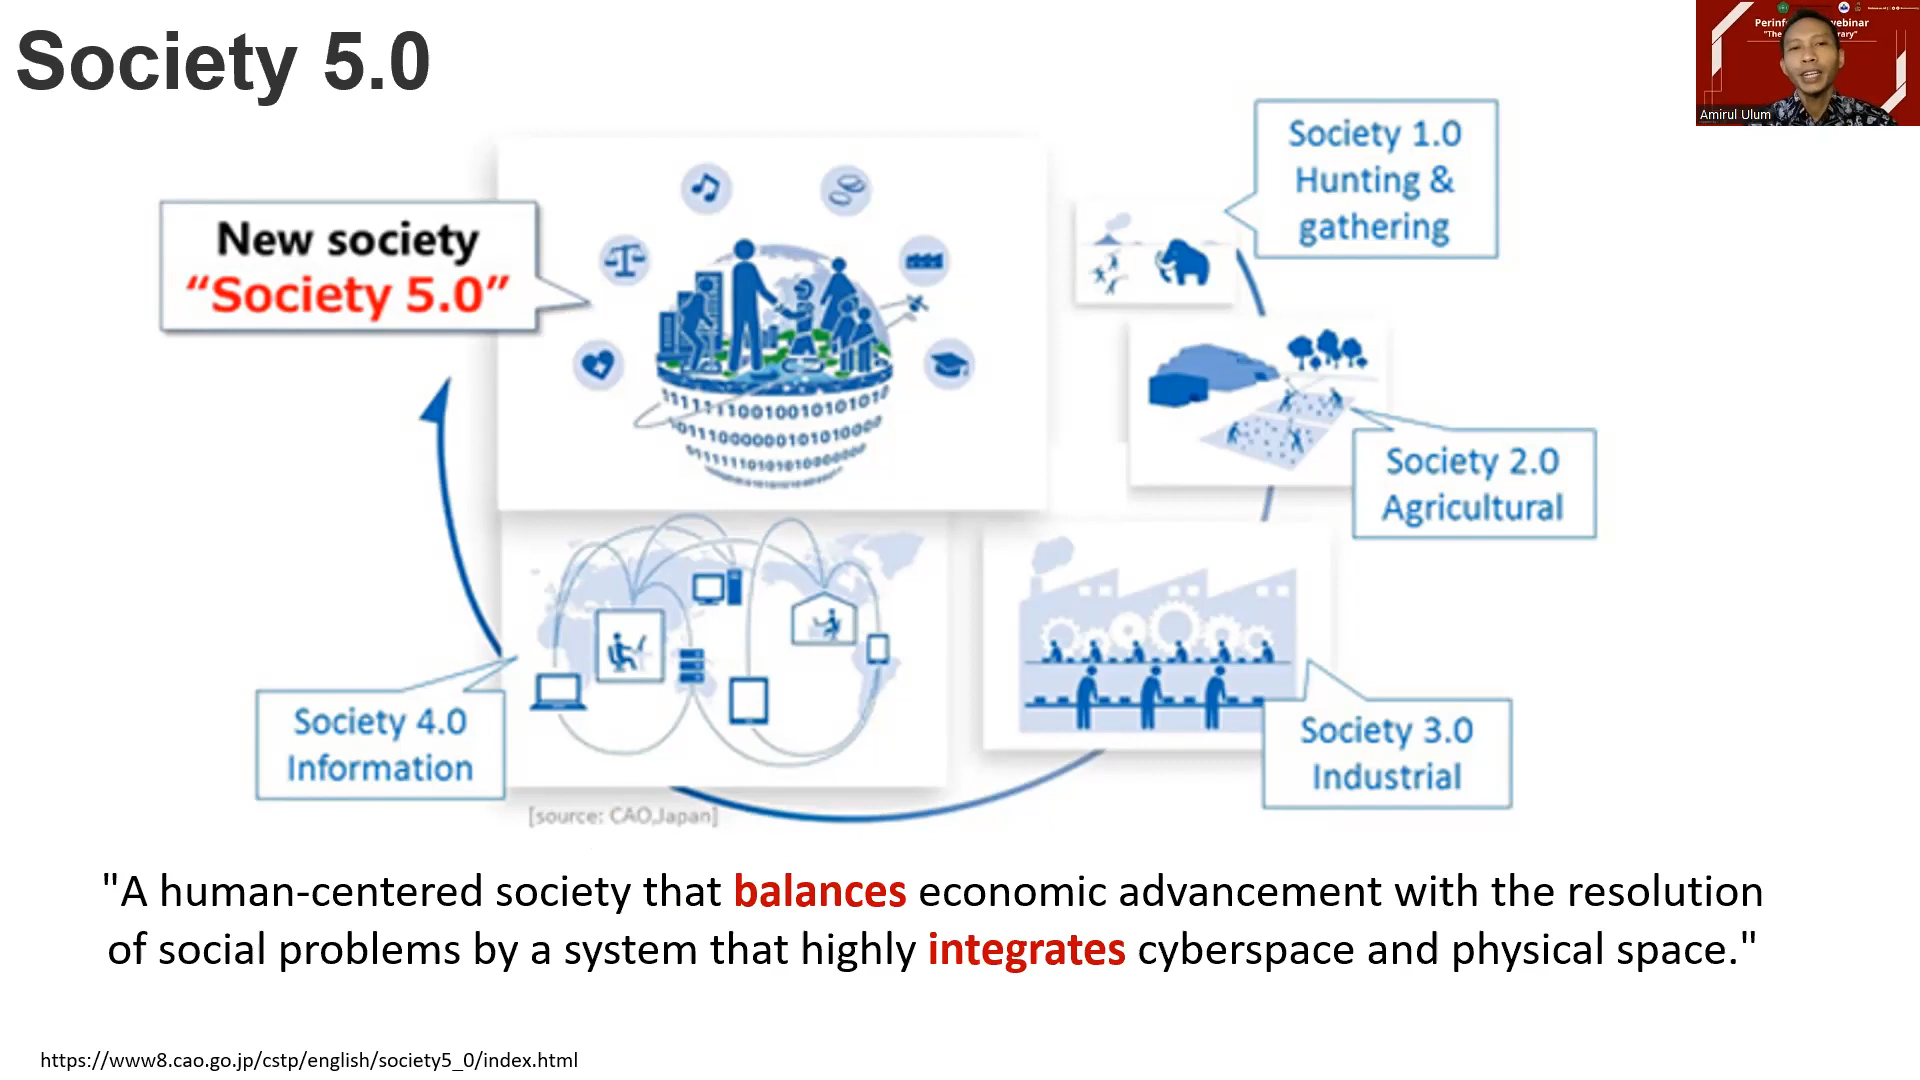 Society 5.0
Amirul Ulum
Society 1.0
Hunting &
gathering
New society
“Society 5.0”
Society 2.0
Agricultural
Society 4.0
Information
Society 3.0
Industrial
[source: CAO,Japan]
"A human-centered society that balances economic advancement with the resolution
of social problems by a system that highly integrates cyberspace and physical space."
https://www8.cao.go.jp/cstp/english/society5_0/index.html